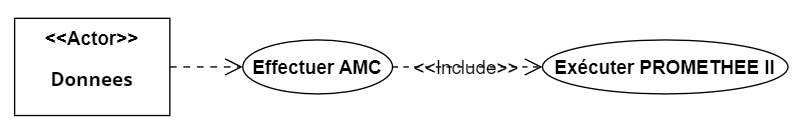 <<Actor>>
Donnees
Effectuer AMC
<<Include>>
Exécuter PROMETHEE II